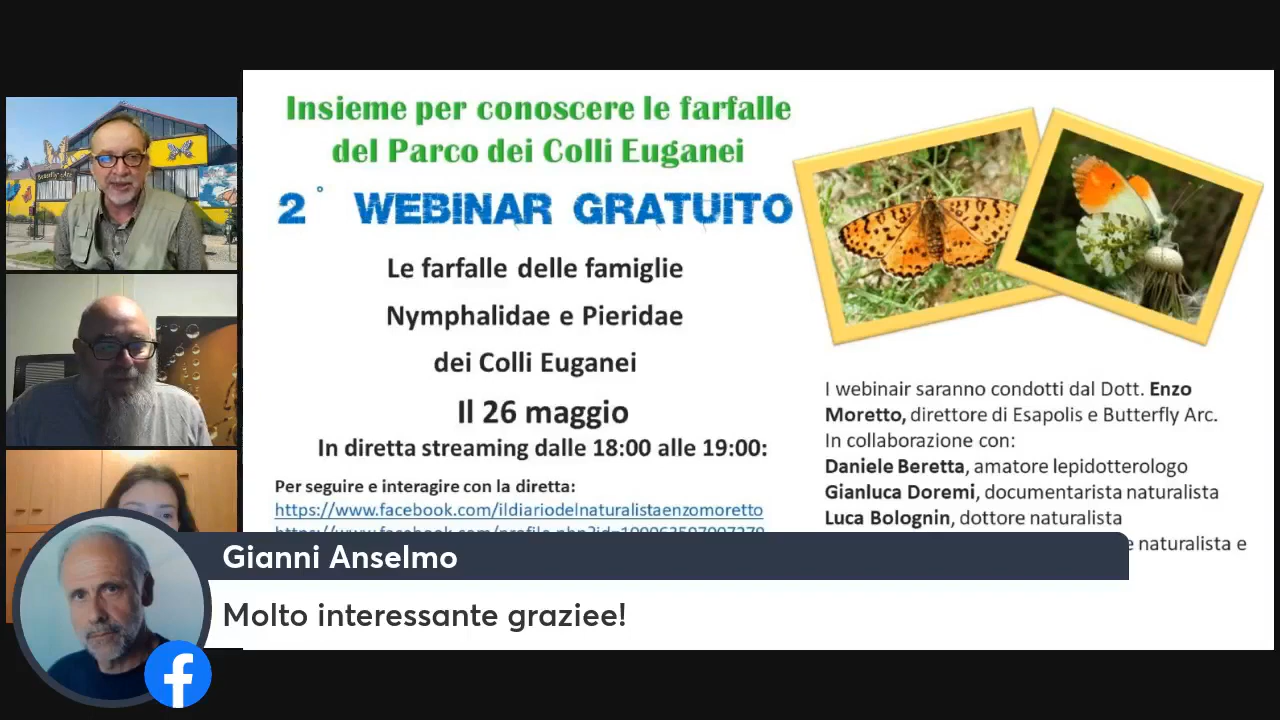 Insieme per conoscere le farfalle
del Parco dei Colli Euganei
2° WEBINAR GRATUITO
Le farfalle delle famiglie
Nymphalidae e Pieridae
dei Colli Euganei
Il 26 maggio
In diretta streaming dalle 18:00 alle 19:00:
Per seguire e interagire con la diretta:
https://www.facebook.com/ildiariodelnaturalistaenzomoretto
I webinair saranno condotti dal Dott. Enzo
Moretto, direttore di Esapolis e Butterfly Arc.
In collaborazione con:
Daniele Beretta, amatore lepidotterologo
Gianluca Doremi, documentarista naturalista
Luca Bolognin, dottore naturalista
e naturalista e
Butterfly Arc
Gianni Anselmo
Molto interessante graziee!